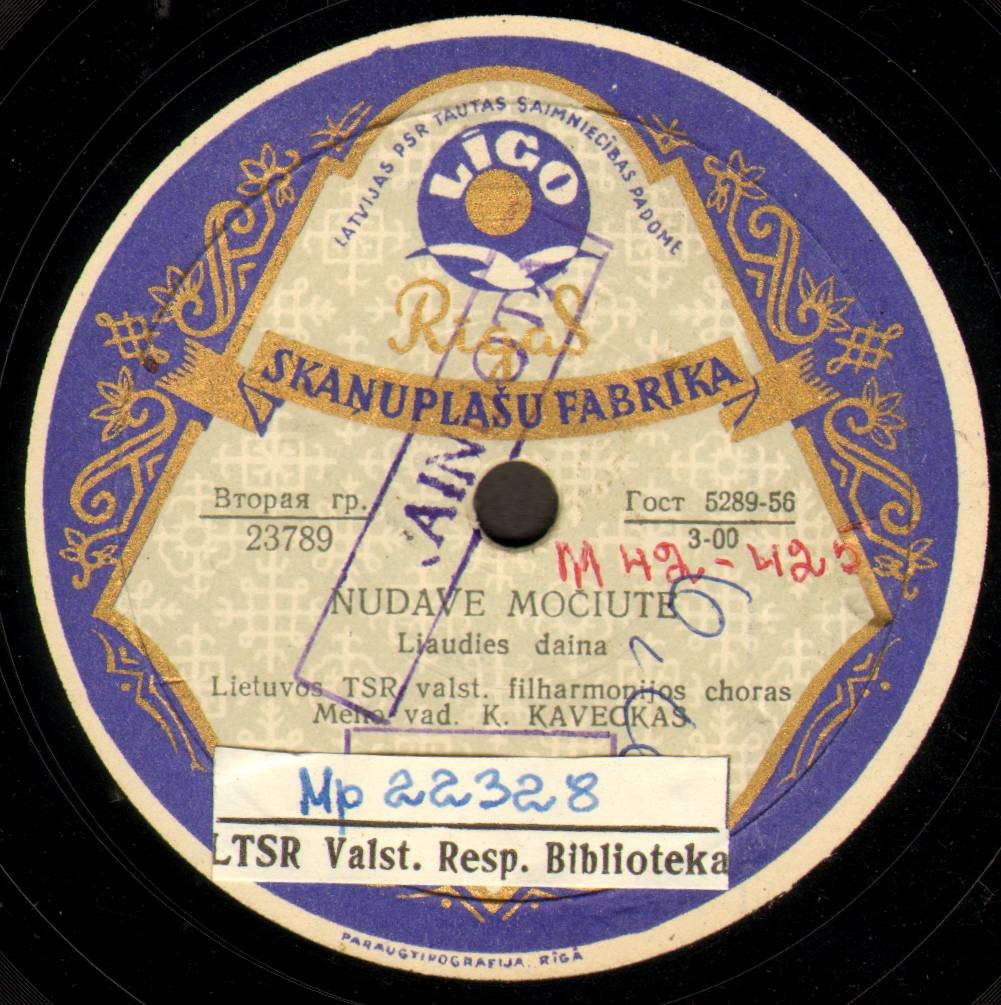 LATVIJAS PSR TAUTAS SAIMNIECĪBAS PADOME
LĪGO
Rīgas
SKAŅUPLAŠU FABRIKA
Вторая гр.
23789
Гост 5289-56
3-00
M 42-425
NUDAVE MOČIUTE
Liaudies daina
Lietuvos TSR valst. filharmonijos choras
Meno vad. K. KAVECKAS
Mp 22328
LTSR Valst. Resp. Biblioteka
PARAUGTIPOGRAFIJA, RĪGĀ